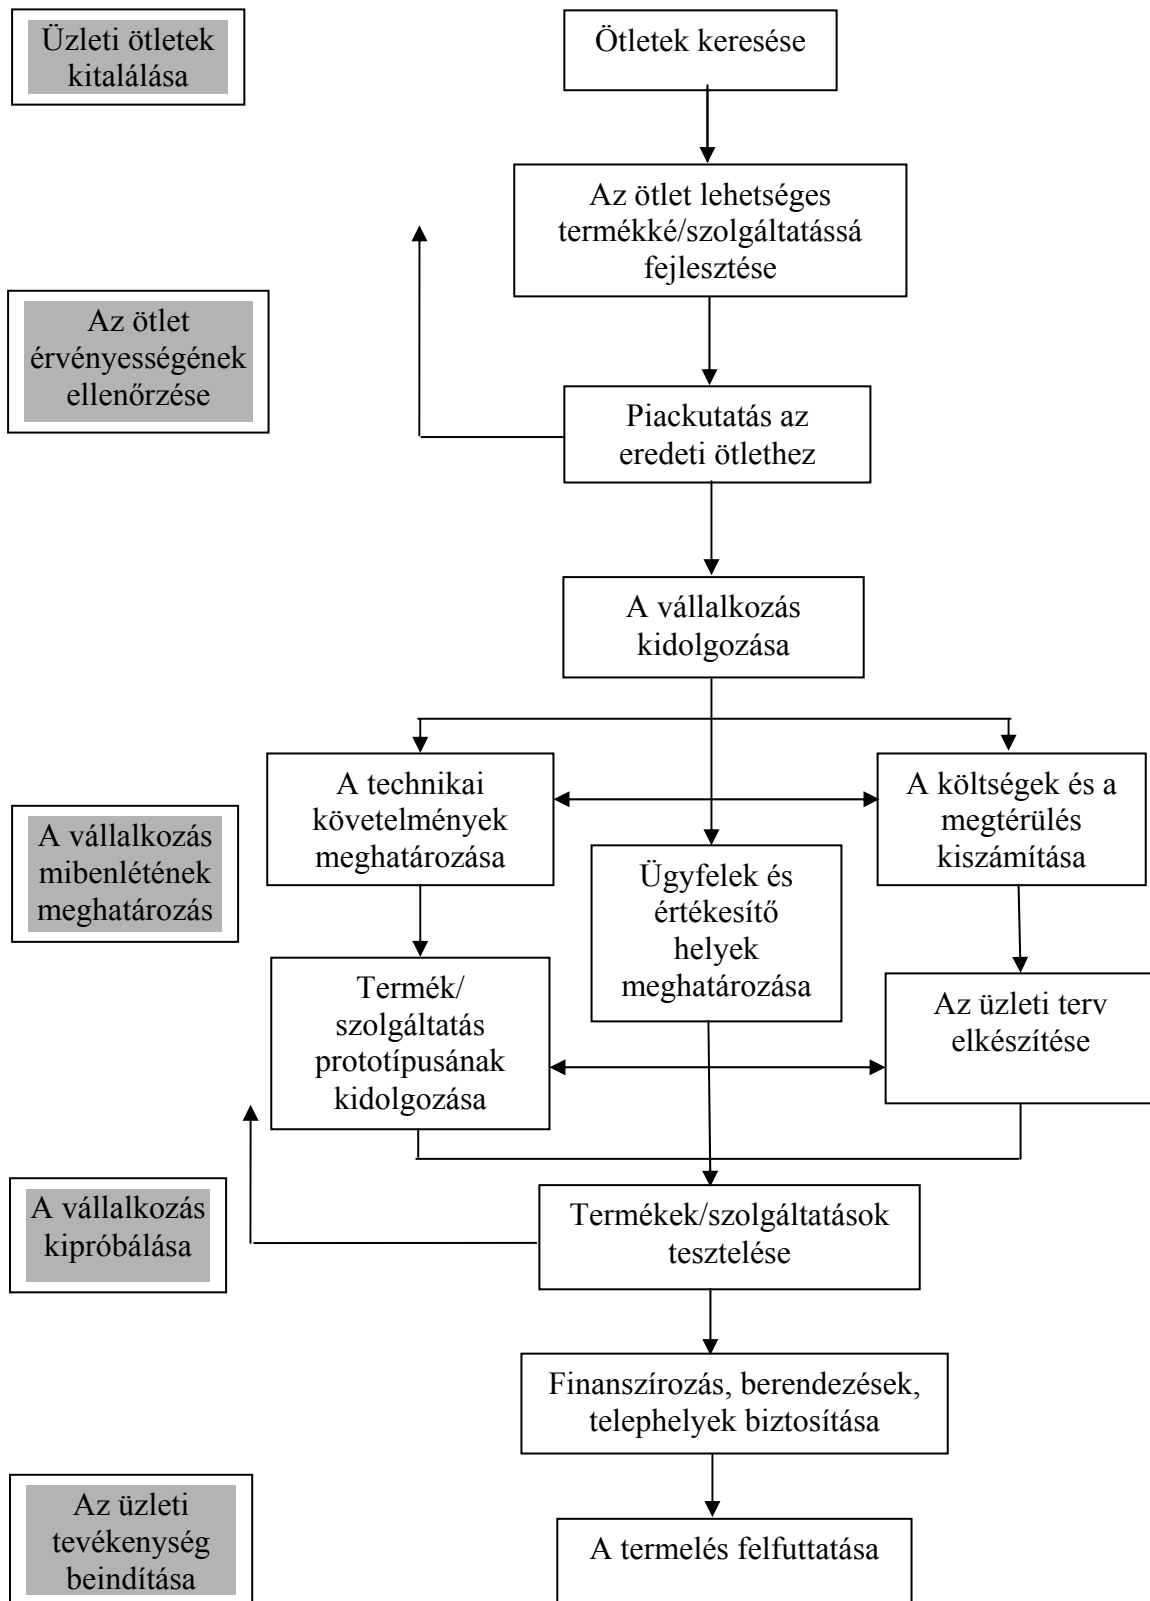 Üzleti ötletek
kitalálása
Ötletek keresése
Az ötlet lehetséges
termékké/szolgáltatássá
fejlesztése
Az ötlet
érvényességének
ellenőrzése
Piackutatás az
eredeti ötlethez
A vállalkozás
kidolgozása
A technikai
követelmények
meghatározása
A költségek és a
megtérülés
kiszámítása
A vállalkozás
mibenlétének
meghatározás
Ügyfelek és
értékesítő
helyek
meghatározása
Termék/
szolgáltatás
prototípusának
kidolgozása
Az üzleti terv
elkészítése
A vállalkozás
kipróbálása
Termékek/szolgáltatások
tesztelése
Finanszírozás, berendezések,
telephelyek biztosítása
Az üzleti
tevékenység
beindítása
A termelés felfuttatása